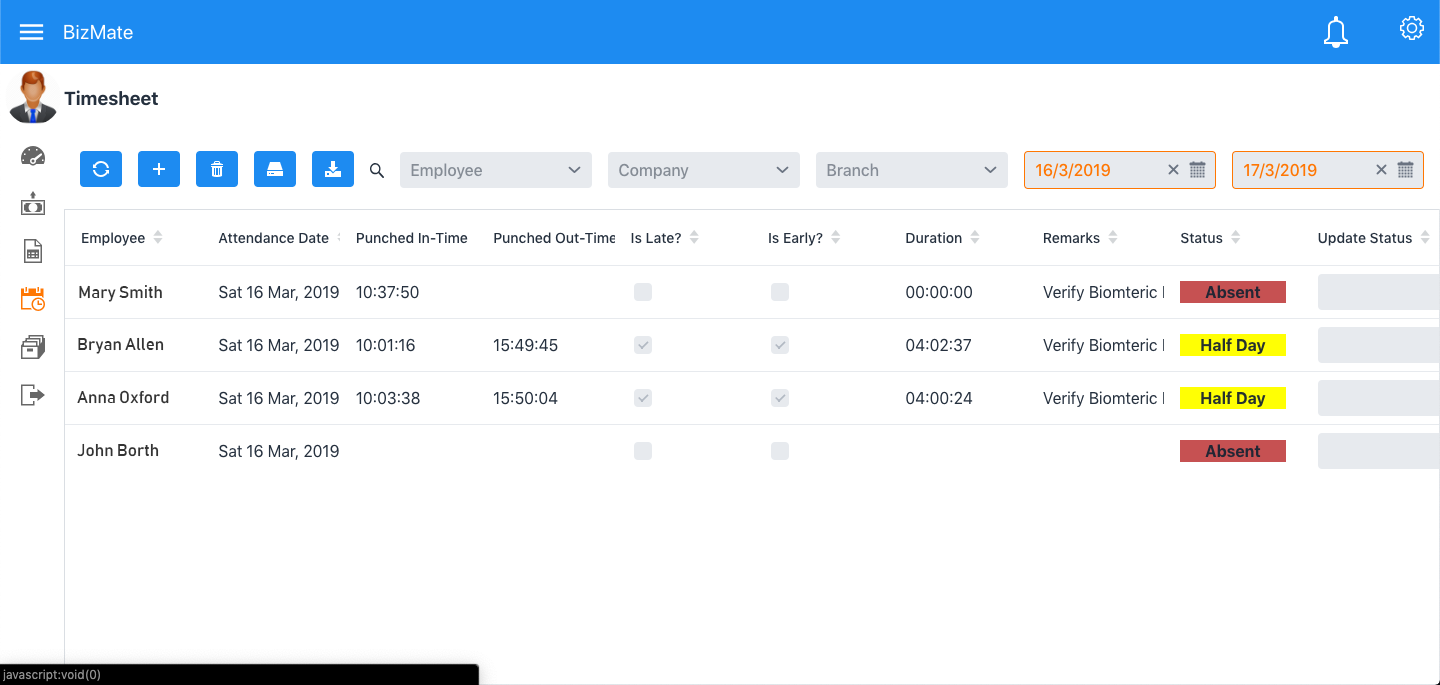 BizMate
Timesheet
Employee Company Branch 16/3/2019 17/3/2019
Employee Attendance Date Punched In-Time Punched Out-Time Is Late? Is Early? Duration Remarks Status Update Status
Mary Smith Sat 16 Mar, 2019 10:37:50 00:00:00 Verify Biomteric Absent
Bryan Allen Sat 16 Mar, 2019 10:01:16 15:49:45 04:02:37 Verify Biomteric Half Day
Anna Oxford Sat 16 Mar, 2019 10:03:38 15:50:04 04:00:24 Verify Biomteric Half Day
John Borth Sat 16 Mar, 2019 Absent
javascript:void(0)